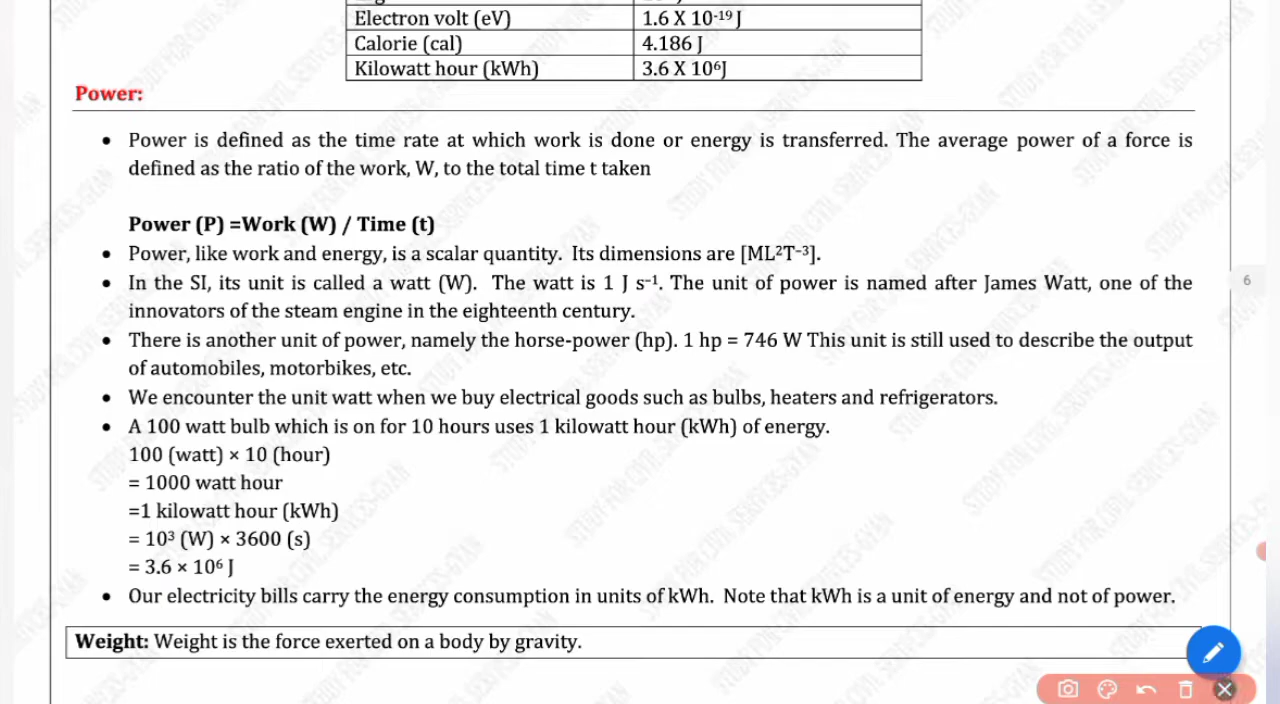 Electron volt (eV) 1.6 X 10⁻¹⁹ J
Calorie (cal) 4.186 J
Kilowatt hour (kWh) 3.6 X 10⁶J
Power:
• Power is defined as the time rate at which work is done or energy is transferred. The average power of a force is
defined as the ratio of the work, W, to the total time t taken
Power (P) =Work (W) / Time (t)
• Power, like work and energy, is a scalar quantity. Its dimensions are [ML²T⁻³].
• In the SI, its unit is called a watt (W). The watt is 1 J s⁻¹. The unit of power is named after James Watt, one of the
innovators of the steam engine in the eighteenth century.
• There is another unit of power, namely the horse-power (hp). 1 hp = 746 W This unit is still used to describe the output
of automobiles, motorbikes, etc.
• We encounter the unit watt when we buy electrical goods such as bulbs, heaters and refrigerators.
• A 100 watt bulb which is on for 10 hours uses 1 kilowatt hour (kWh) of energy.
100 (watt) × 10 (hour)
= 1000 watt hour
=1 kilowatt hour (kWh)
= 10³ (W) × 3600 (s)
= 3.6 × 10⁶ J
• Our electricity bills carry the energy consumption in units of kWh. Note that kWh is a unit of energy and not of power.
Weight: Weight is the force exerted on a body by gravity.
6
STUDY FOR CIVIL SERVICES-GYAN